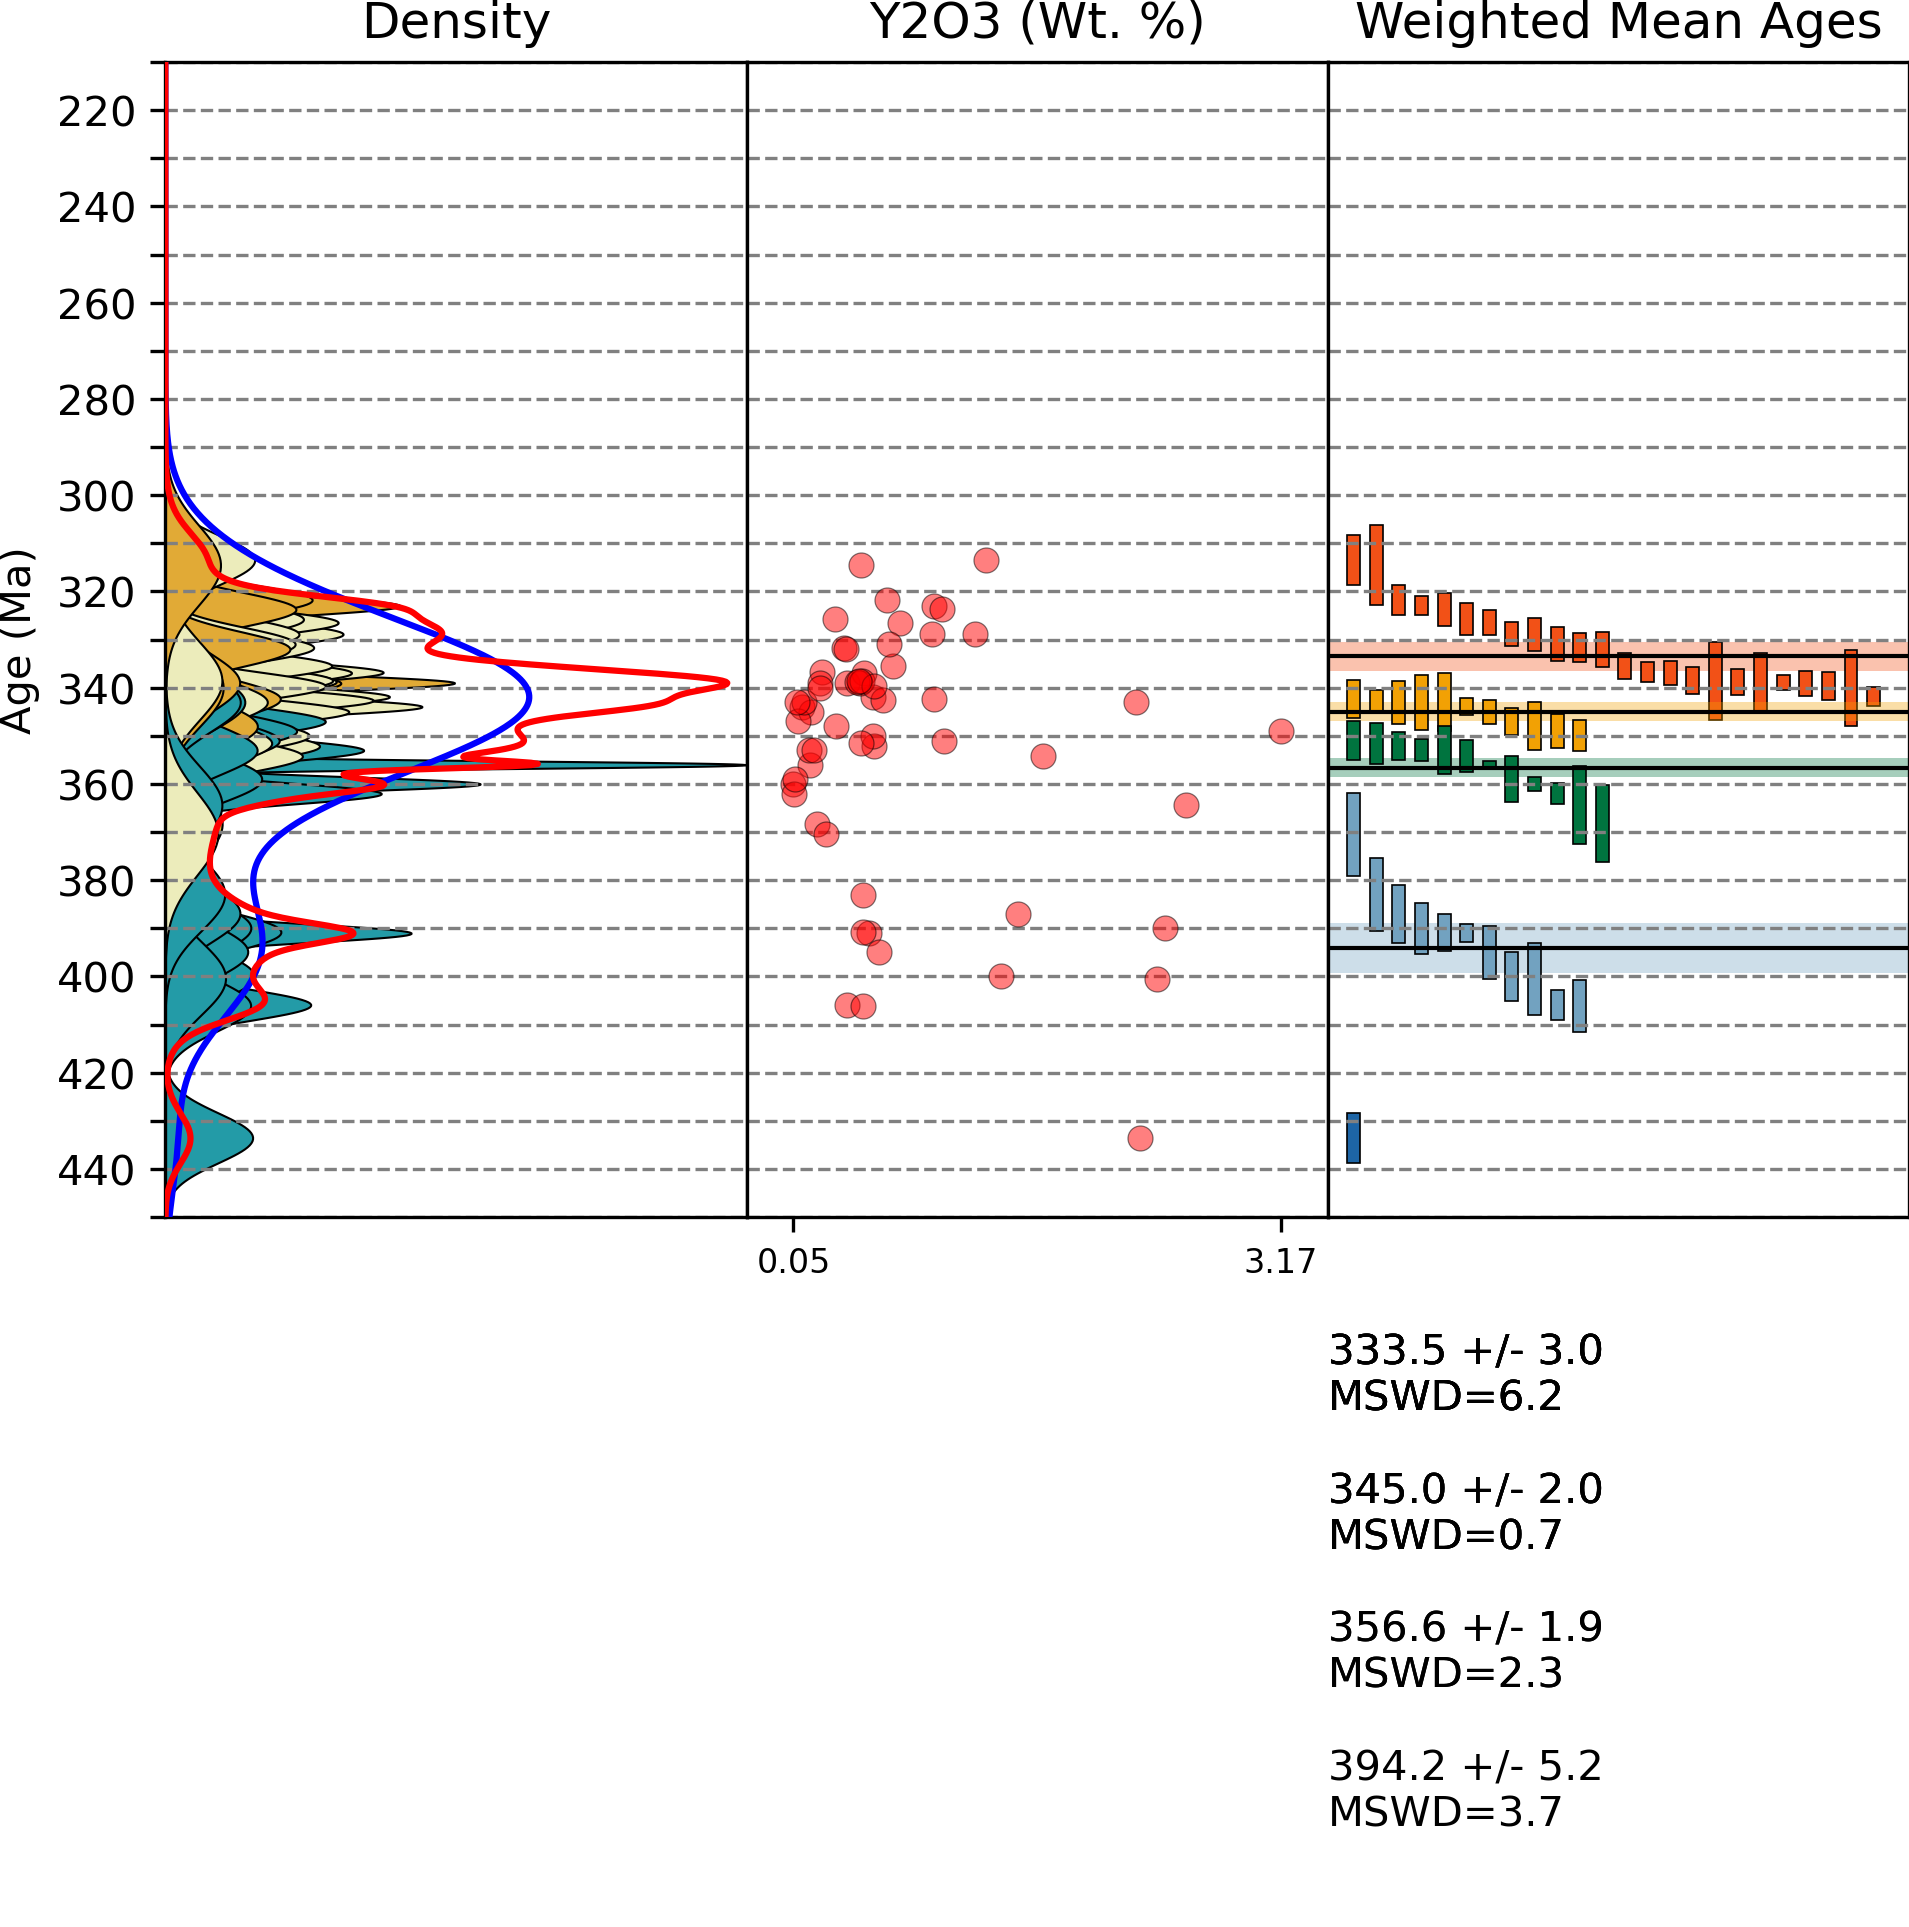 Density
Y2O3 (Wt. %)
Weighted Mean Ages
Age (Ma)
220
240
260
280
300
320
340
360
380
400
420
440
0.05
3.17
333.5 +/- 3.0
MSWD=6.2
345.0 +/- 2.0
MSWD=0.7
356.6 +/- 1.9
MSWD=2.3
394.2 +/- 5.2
MSWD=3.7